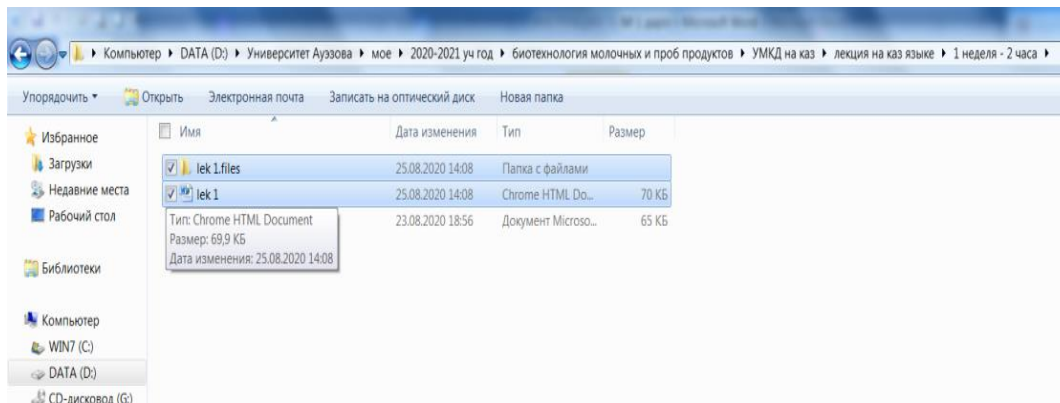 Компьютер ▸ DATA (D:) ▸ Университет Ауэзова ▸ мое ▸ 2020-2021 уч год ▸ биотехнология молочных и проб продуктов ▸ УМКД на каз ▸ лекция на каз языке ▸ 1 неделя - 2 часа ▸
Упорядочить Открыть Электронная почта Записать на оптический диск Новая папка
Избранное
Загрузки
Недавние места
Рабочий стол
Библиотеки
Компьютер
WIN7 (C:)
DATA (D:)
CD-дисковод (G:)
Имя Дата изменения Тип Размер
lek 1.files 25.08.2020 14:08 Папка с файлами
lek 1 25.08.2020 14:08 Chrome HTML Do... 70 КБ
23.08.2020 18:56 Документ Microso... 65 КБ
Тип: Chrome HTML Document
Размер: 69,9 КБ
Дата изменения: 25.08.2020 14:08